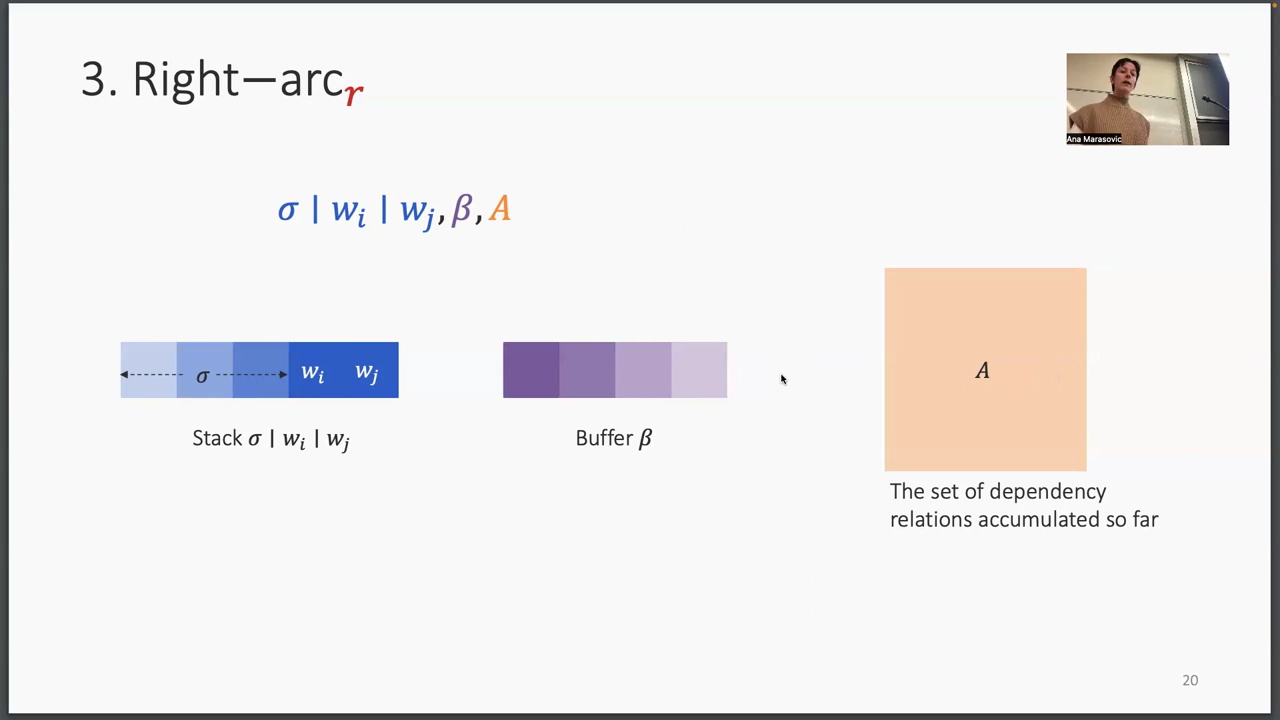 3. Right—arc_r
Ana Marasovic
σ | w_i | w_j, β, A
σ
w_i
w_j
A
Stack σ | w_i | w_j
Buffer β
The set of dependency
relations accumulated so far
20